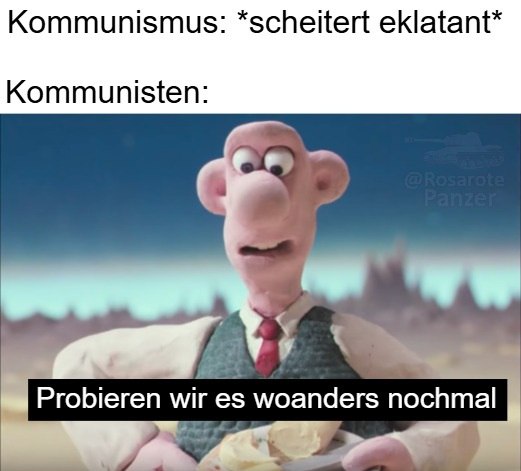 Kommunismus: *scheitert eklatant*
Kommunisten:
@Rosarote
Panzer
Probieren wir es woanders nochmal